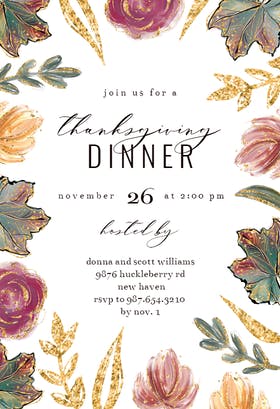 join us for a
thanksgiving
DINNER
november 26 at 2:00 pm
hosted by
donna and scott williams
9876 huckleberry rd
new haven
rsvp to 987.654.3210
by nov. 1